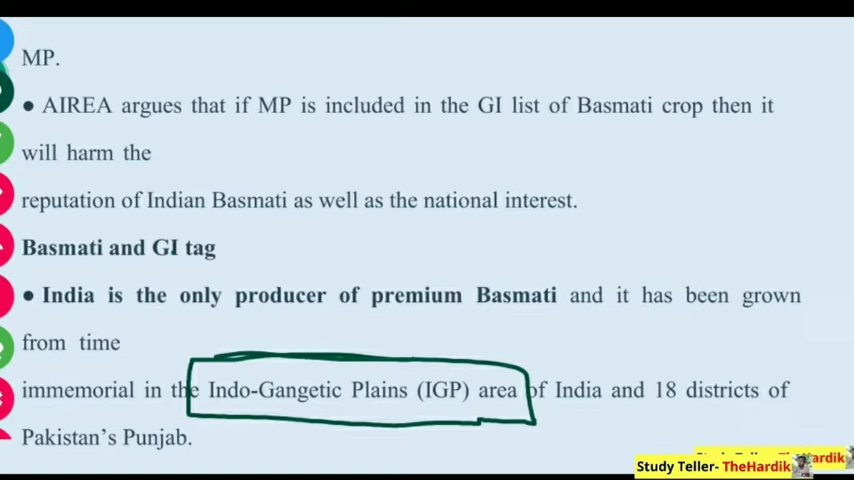 MP.
● AIREA argues that if MP is included in the GI list of Basmati crop then it
will harm the
reputation of Indian Basmati as well as the national interest.
Basmati and GI tag
● India is the only producer of premium Basmati and it has been grown
from time
immemorial in the Indo-Gangetic Plains (IGP) area of India and 18 districts of
Pakistan's Punjab.
Study Teller- TheHardik